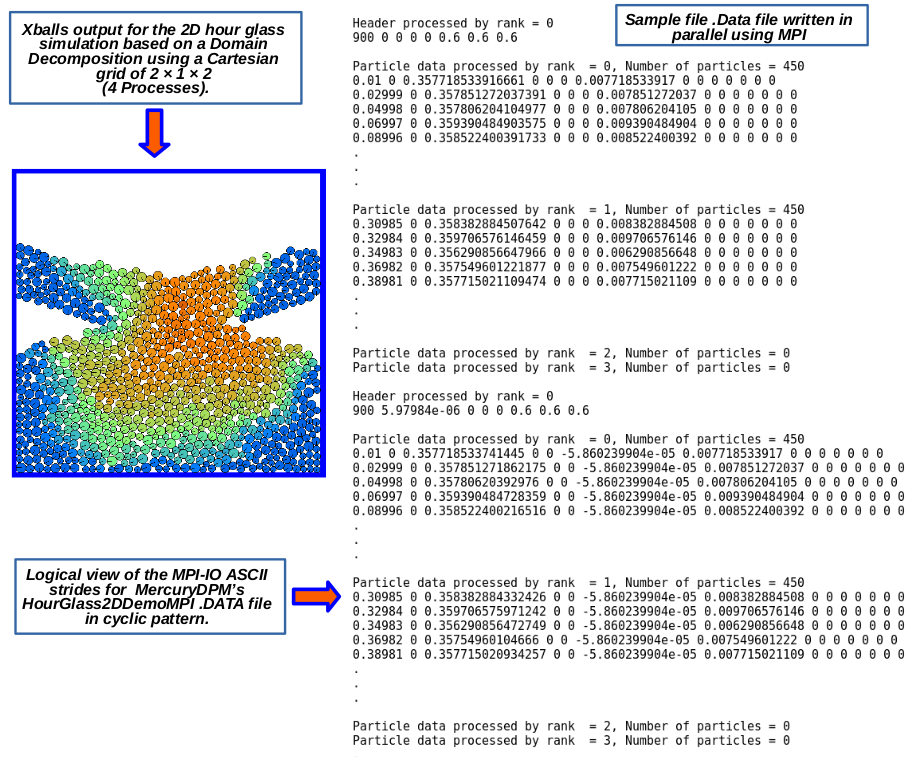 Xballs output for the 2D hour glass
simulation based on a Domain
Decomposition using a Cartesian
grid of 2 × 1 × 2
(4 Processes).
Sample file .Data file written in
parallel using MPI
Header processed by rank = 0
900 0 0 0 0 0.6 0.6 0.6
Particle data processed by rank  = 0, Number of particles = 450
0.01 0 0.357718533916661 0 0 0 0.007718533917 0 0 0 0 0 0 0
0.02999 0 0.357851272037391 0 0 0 0.007851272037 0 0 0 0 0 0 0
0.04998 0 0.357806204104977 0 0 0 0.007806204105 0 0 0 0 0 0 0
0.06997 0 0.359390484903575 0 0 0 0.009390484904 0 0 0 0 0 0 0
0.08996 0 0.358522400391733 0 0 0 0.008522400392 0 0 0 0 0 0 0
.
.
.
Particle data processed by rank  = 1, Number of particles = 450
0.30985 0 0.358382884507642 0 0 0 0.008382884508 0 0 0 0 0 0 0
0.32984 0 0.359706576146459 0 0 0 0.009706576146 0 0 0 0 0 0 0
0.34983 0 0.356290856647966 0 0 0 0.006290856648 0 0 0 0 0 0 0
0.36982 0 0.357549601221877 0 0 0 0.007549601222 0 0 0 0 0 0 0
0.38981 0 0.357715021109474 0 0 0 0.007715021109 0 0 0 0 0 0 0
.
.
.
Particle data processed by rank  = 2, Number of particles = 0
Particle data processed by rank  = 3, Number of particles = 0
Header processed by rank = 0
900 5.97984e-06 0 0 0 0.6 0.6 0.6
Particle data processed by rank  = 0, Number of particles = 450
0.01 0 0.357718533741445 0 0 -5.860239904e-05 0.007718533917 0 0 0 0 0 0 0
0.02999 0 0.357851271862175 0 0 -5.860239904e-05 0.007851272037 0 0 0 0 0 0 0
0.04998 0 0.35780620392976 0 0 -5.860239904e-05 0.007806204105 0 0 0 0 0 0 0
0.06997 0 0.359390484728359 0 0 -5.860239904e-05 0.009390484904 0 0 0 0 0 0 0
0.08996 0 0.358522400216516 0 0 -5.860239904e-05 0.008522400392 0 0 0 0 0 0 0
.
.
.
Logical view of the MPI-IO ASCII
strides for  MercuryDPM's
HourGlass2DDemoMPI .DATA file
in cyclic pattern.
Particle data processed by rank  = 1, Number of particles = 450
0.30985 0 0.358382884332426 0 0 -5.860239904e-05 0.008382884508 0 0 0 0 0 0 0
0.32984 0 0.359706575971242 0 0 -5.860239904e-05 0.009706576146 0 0 0 0 0 0 0
0.34983 0 0.356290856472749 0 0 -5.860239904e-05 0.006290856648 0 0 0 0 0 0 0
0.36982 0 0.35754960104666 0 0 -5.860239904e-05 0.007549601222 0 0 0 0 0 0 0
0.38981 0 0.357715020934257 0 0 -5.860239904e-05 0.007715021109 0 0 0 0 0 0 0
.
.
.
Particle data processed by rank  = 2, Number of particles = 0
Particle data processed by rank  = 3, Number of particles = 0